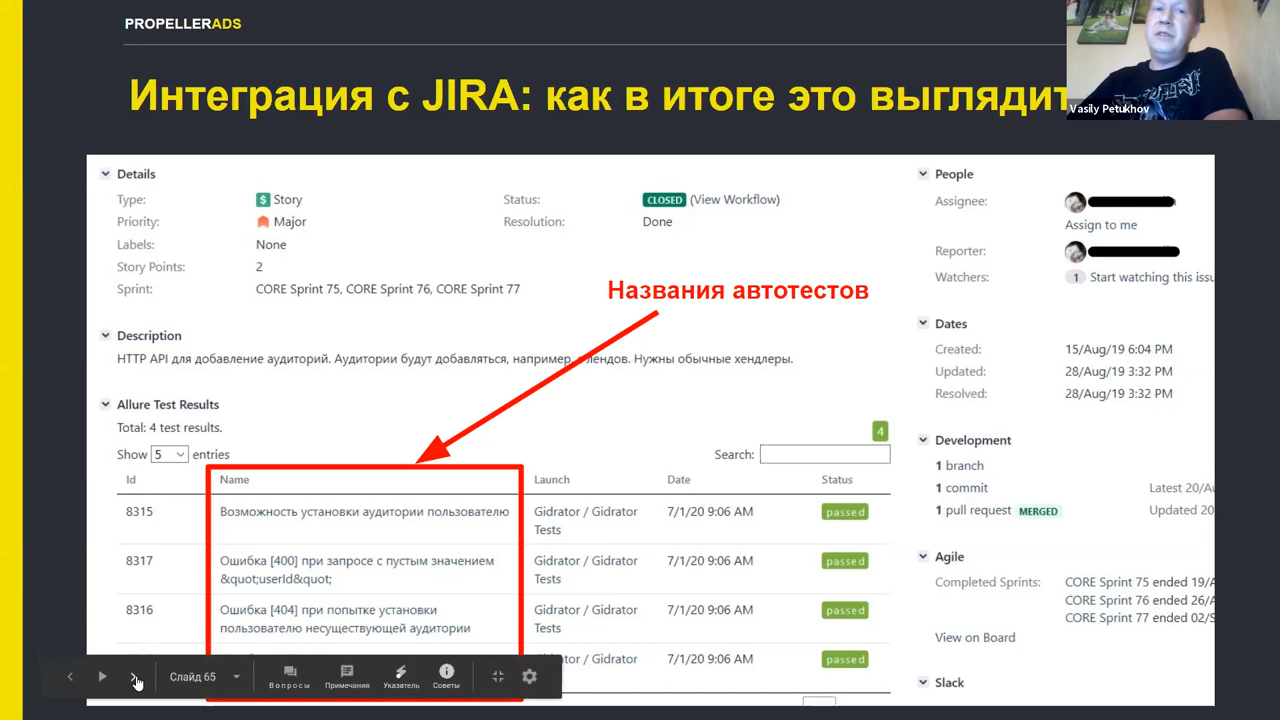 PROPELLERADS
Интеграция с JIRA: как в итоге это выглядит
Vasily Petukhov
Details
Type:
Story
Status:
CLOSED (View Workflow)
Priority:
Major
Resolution:
Done
Labels:
None
Story Points:
2
Sprint:
CORE Sprint 75, CORE Sprint 76, CORE Sprint 77
Названия автотестов
Description
HTTP API для добавление аудиторий. Аудитории будут добавляться, например, с лендов. Нужны обычные хендлеры.
Allure Test Results
Total: 4 test results.
4
Show 5 entries
Search:
Id Name Launch Date Status
8315 Возможность установки аудитории пользователю Gidrator / Gidrator 7/1/20 9:06 AM passed
Tests
8317 Ошибка [400] при запросе с пустым значением Gidrator / Gidrator 7/1/20 9:06 AM passed
&quot;userId&quot; Tests
8316 Ошибка [404] при попытке установки Gidrator / Gidrator 7/1/20 9:06 AM passed
пользователю несуществующей аудитории Tests
/ Gidrator 7/1/20 9:06 AM passed
People
Assignee:
Assign to me
Reporter:
Watchers:
1 Start watching this issu
Dates
Created: 15/Aug/19 6:04 PM
Updated: 28/Aug/19 3:32 PM
Resolved: 28/Aug/19 3:32 PM
Development
1 branch
1 commit Latest 20/Au
1 pull request MERGED Updated 20
Agile
Completed Sprints: CORE Sprint 75 ended 19/A
CORE Sprint 76 ended 26/A
CORE Sprint 77 ended 02/S
View on Board
Slack
Слайд 65
Вопросы
Примечания
Указатель
Советы